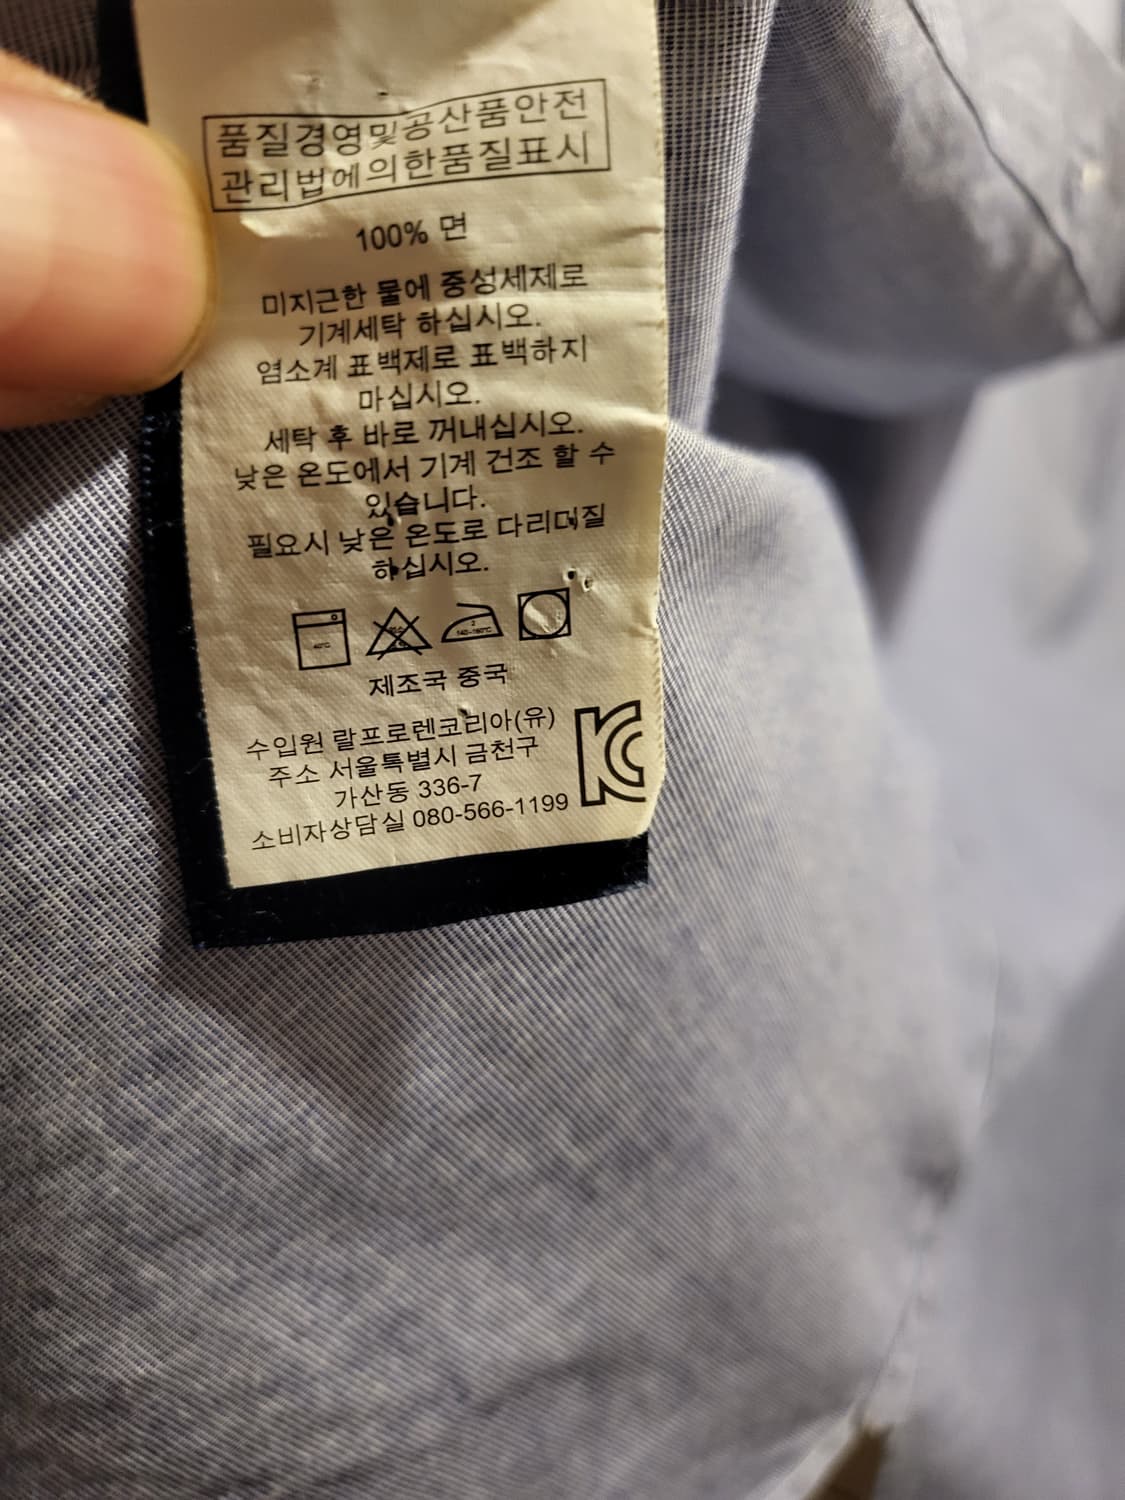 품질경영및공산품안전
관리법에의한품질표시
100% 면
미지근한 물에 중성세제로
기계세탁 하십시오.
염소계 표백제로 표백하지
마십시오.
세탁 후 바로 꺼내십시오.
낮은 온도에서 기계 건조 할 수
있습니다.
필요시 낮은 온도로 다리미질
하십시오.
40℃
2
140~160℃
제조국 중국
수입원 랄프로렌코리아(유)
주소 서울특별시 금천구
가산동 336-7
소비자상담실 080-566-1199
KC